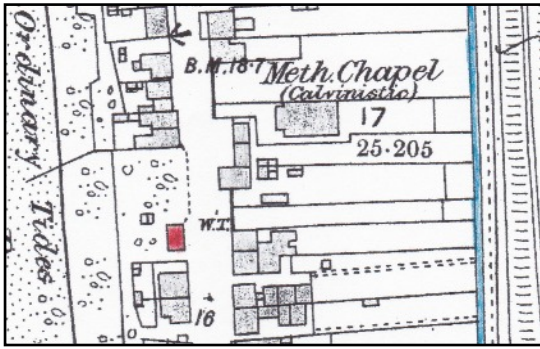 Ordinary Tides
B.M. 18·7
Meth. Chapel
(Calvinistic)
17
25·205
W.T.
16